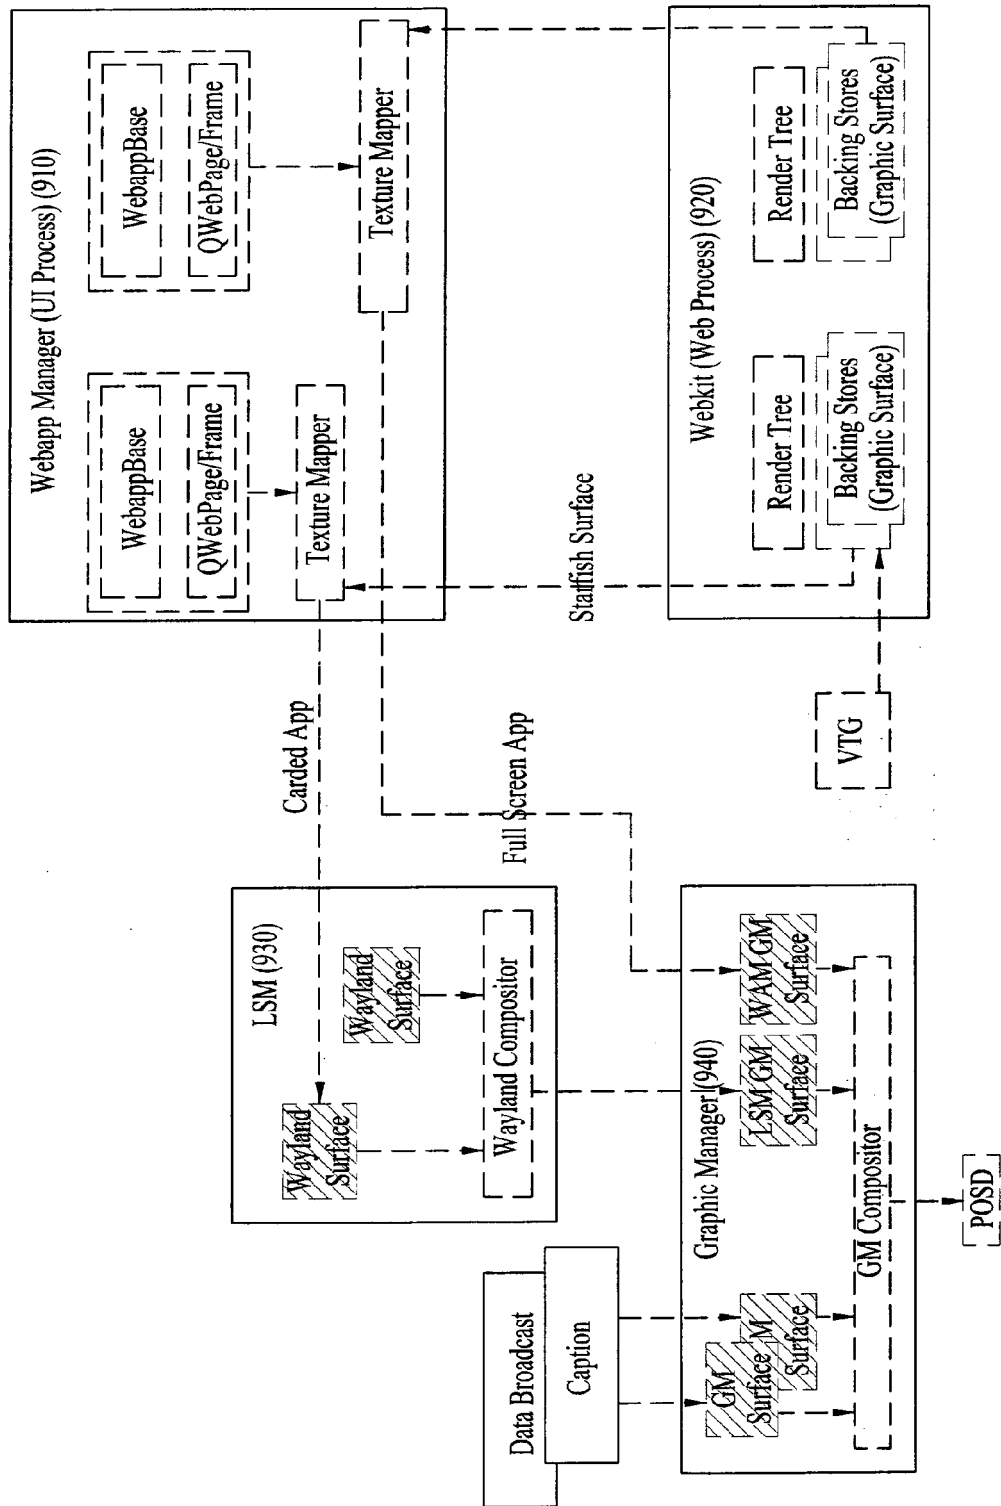 Webapp Manager (UI Process) (910)
WebappBase
QWebPage/Frame
Texture Mapper
WebappBase
QWebPage/Frame
Texture Mapper
Webkit (Web Process) (920)
Render Tree
Backing Stores
(Graphic Surface)
Render Tree
Backing Stores
(Graphic Surface)
Starfish Surface
VTG
Carded App
Full Screen App
LSM (930)
Wayland
Surface
Wayland
Surface
Wayland Compositor
Data Broadcast
Caption
Graphic Manager (940)
GM
Surface
M
Surface
LSM GM
Surface
WAM GM
Surface
GM Compositor
POSD